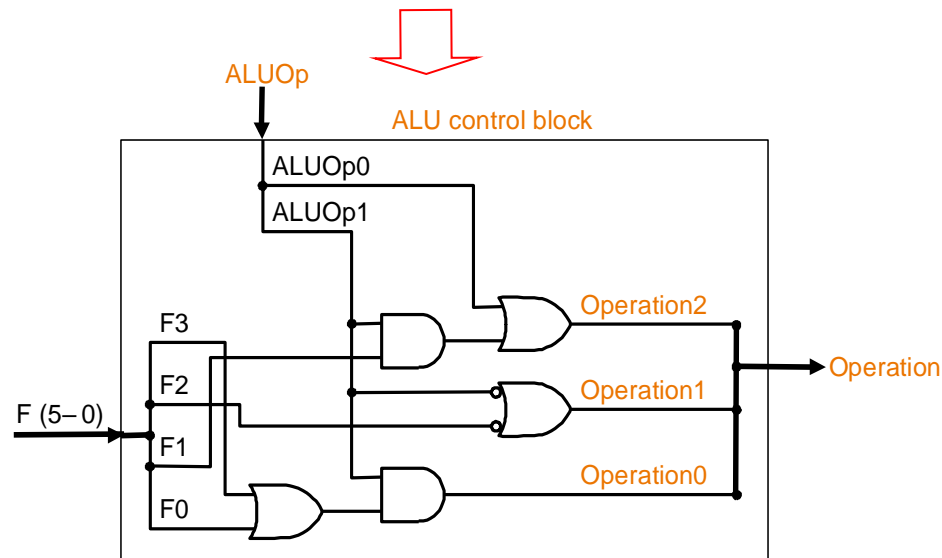 ALUOp
ALU control block
ALUOp0
ALUOp1
Operation2
F3
Operation
F2
Operation1
F (5–0)
F1
Operation0
F0